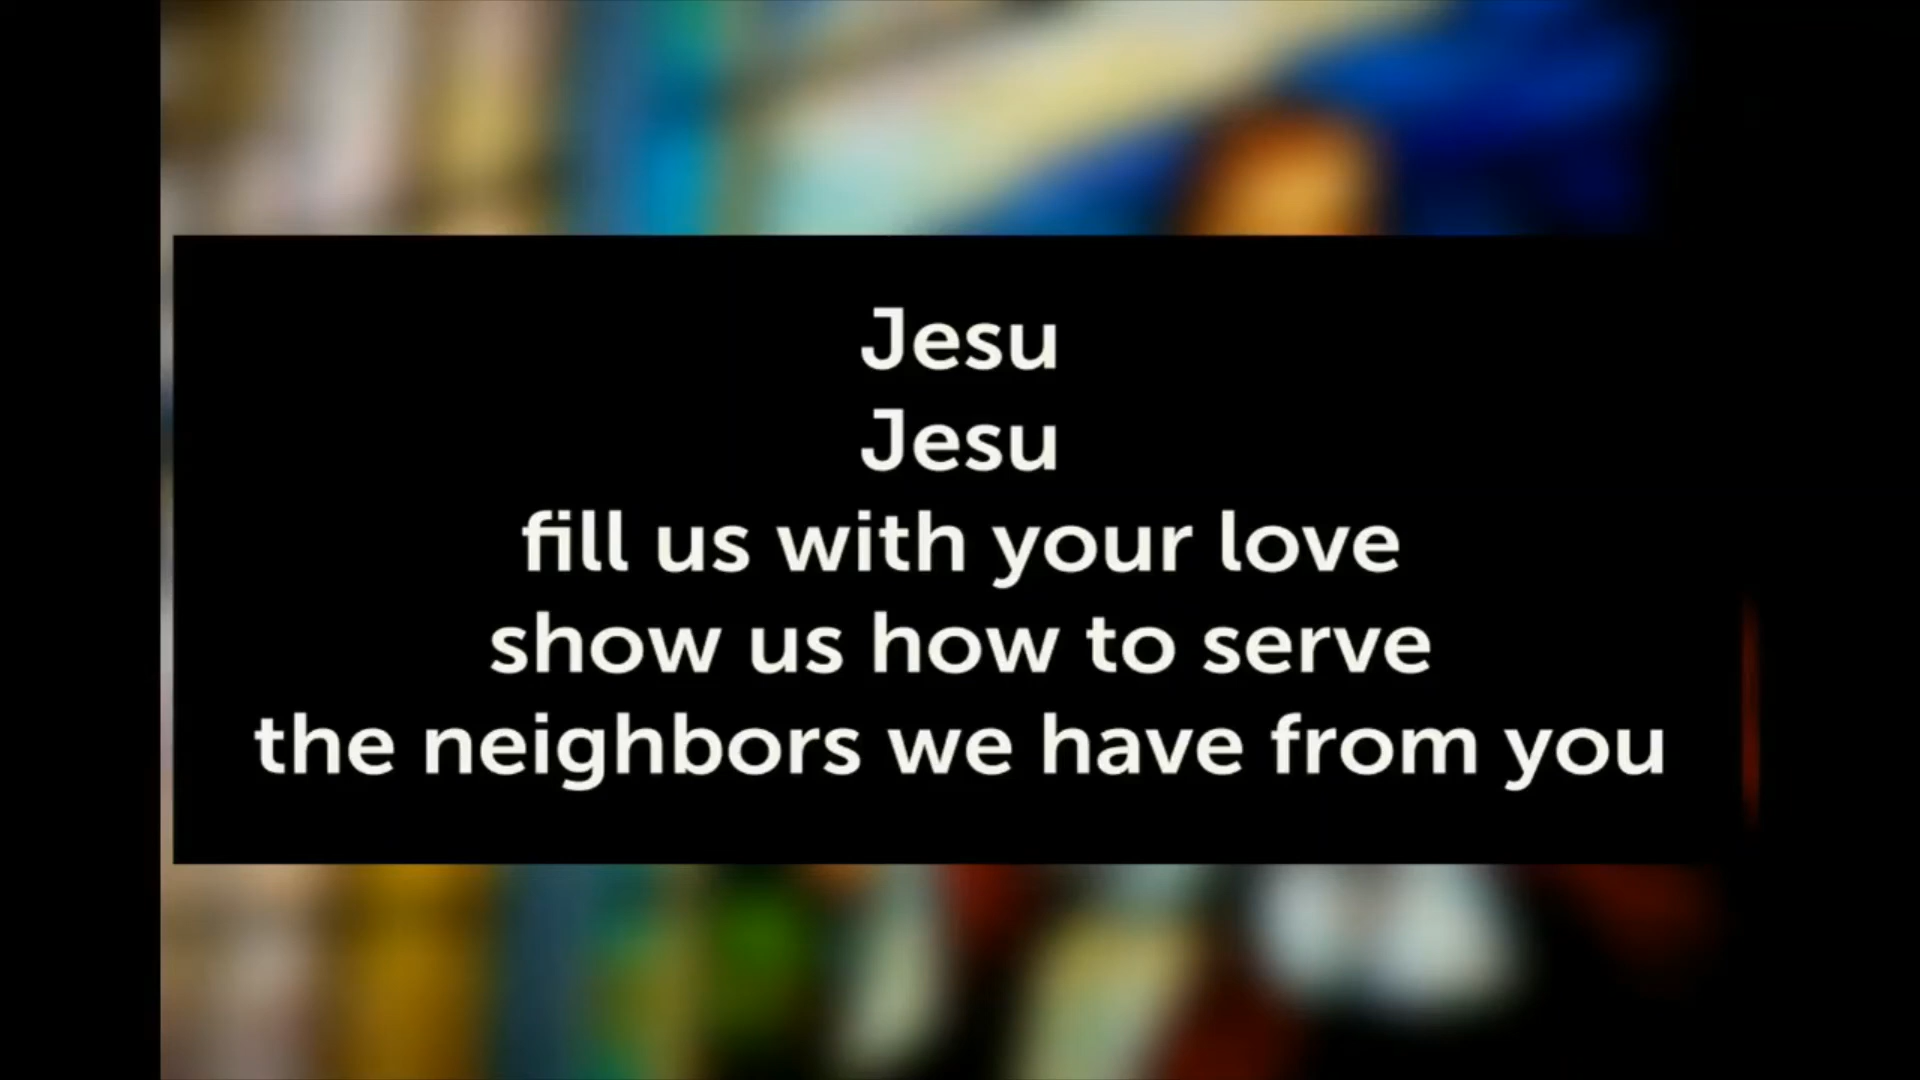 Jesu
Jesu
fill us with your love
show us how to serve
the neighbors we have from you